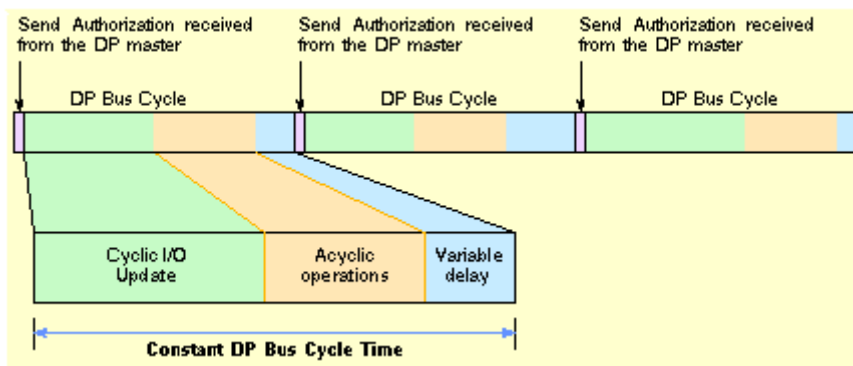 Send Authorization received
from the DP master
Send Authorization received
from the DP master
Send Authorization received
from the DP master
DP Bus Cycle
DP Bus Cycle
DP Bus Cycle
Cyclic I/O
Update
Acyclic
operations
Variable
delay
Constant DP Bus Cycle Time